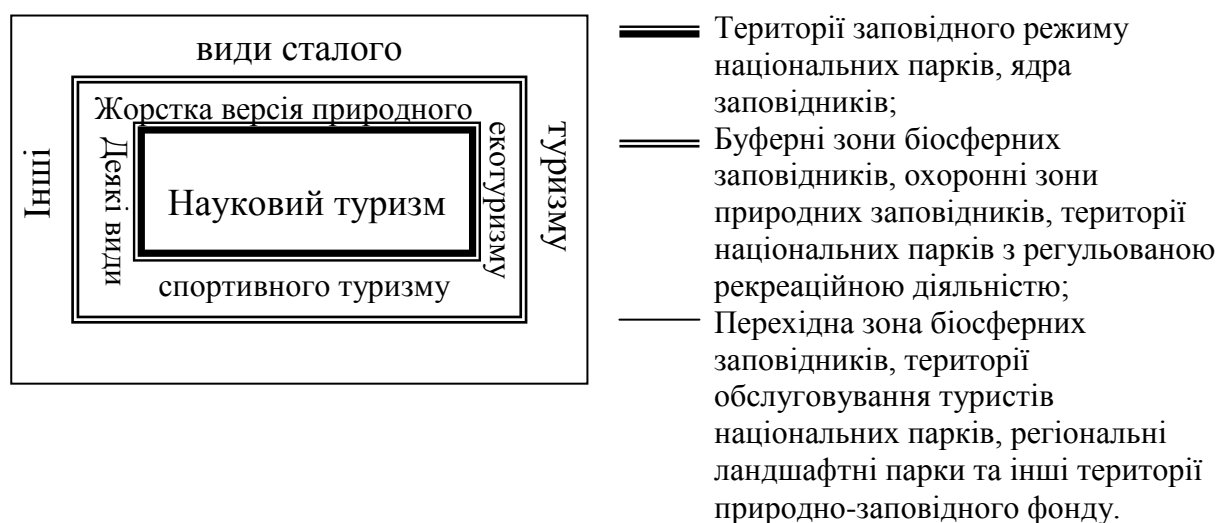 види сталого
Жорстка версія природного
екотуризму
туризму
Інші
Деякі види
Науковий туризм
спортивного туризму
Території заповідного режиму
національних парків, ядра
заповідників;
Буферні зони біосферних
заповідників, охоронні зони
природних заповідників, території
національних парків з регульованою
рекреаційною діяльністю;
Перехідна зона біосферних
заповідників, території
обслуговування туристів
національних парків, регіональні
ландшафтні парки та інші території
природно-заповідного фонду.